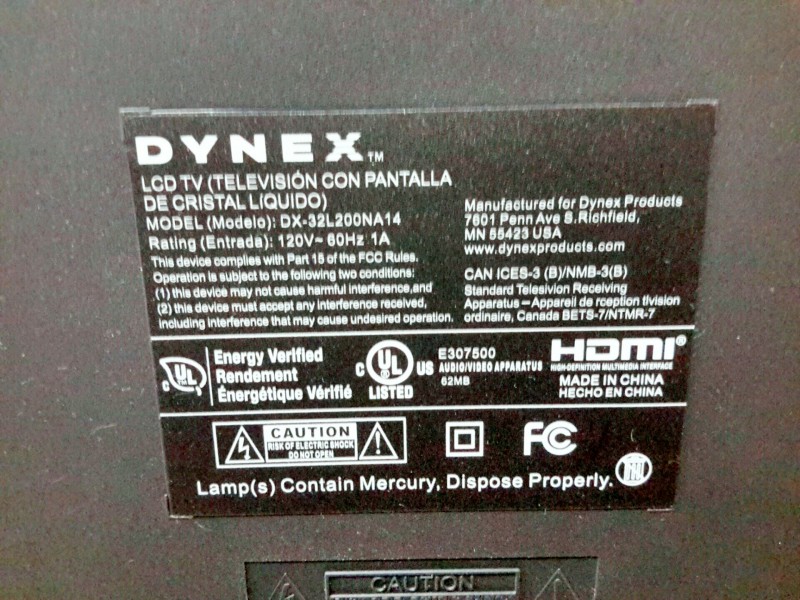 DYNEX™
LCD TV (TELEVISIÓN CON PANTALLA
DE CRISTAL LÍQUIDO)
MODEL (Modelo): DX-32L200NA14
Rating (Entrada): 120V~ 60Hz 1A
This device complies with Part 15 of the FCC Rules.
Operation is subject to the following two conditions:
(1) this device may not cause harmful interference,and
(2) this device must accept any interference received,
including interference that may cause undesired operation.
Manufactured for Dynex Products
7601 Penn Ave S.Richfield,
MN 55423 USA
www.dynexproducts.com
CAN ICES-3 (B)/NMB-3(B)
Standard Television Receiving
Apparatus – Appareil de rception tlvision
ordinaire, Canada BETS-7/NTMR-7
C UL
Energy Verified
Rendement
Énergétique Vérifié
C UL US
LISTED
E307500
AUDIO/VIDEO APPARATUS
62MB
HDMI®
HIGH-DEFINITION MULTIMEDIA INTERFACE
MADE IN CHINA
HECHO EN CHINA
CAUTION
RISK OF ELECTRIC SHOCK
DO NOT OPEN
FC
Lamp(s) Contain Mercury, Dispose Properly.
CAUTION